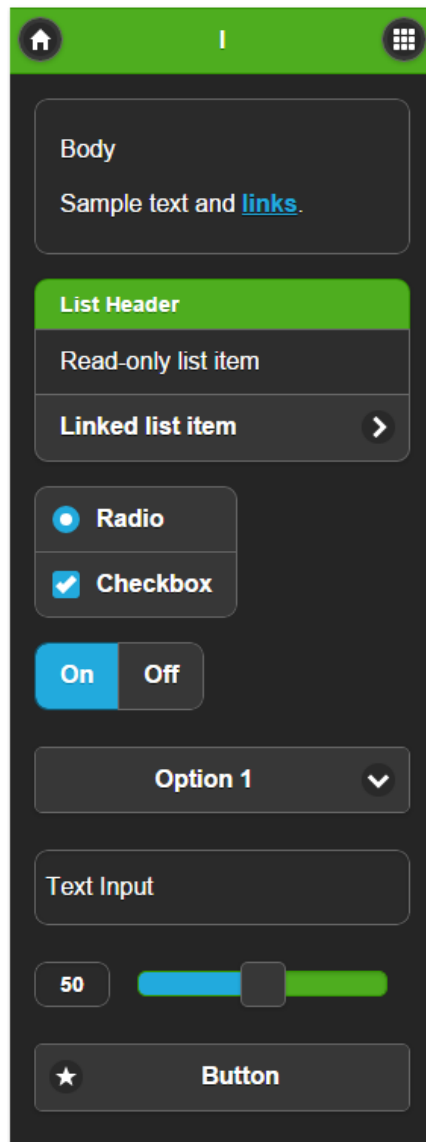 I
Body
Sample text and links.
List Header
Read-only list item
Linked list item
Radio
Checkbox
On Off
Option 1
Text Input
50
Button